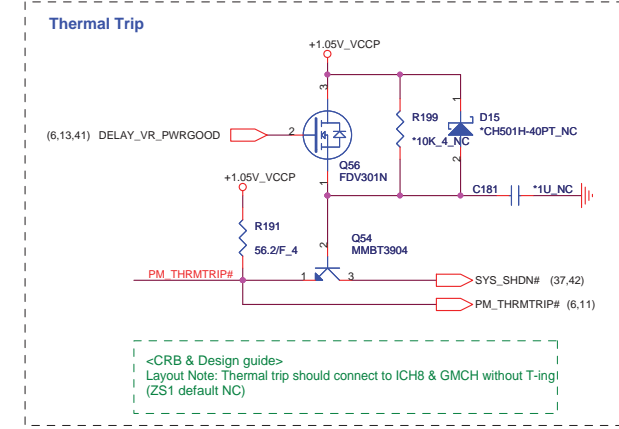 Thermal Trip
+1.05V_VCCP
3
1
R199
D15
*CH501H-40PT_NC
*10K_4_NC
(6,13,41) DELAY_VR_PWRGOOD
2
Q56
FDV301N
2
+1.05V_VCCP
1
C181
*1U_NC
R191
56.2/F_4
2
Q54
MMBT3904
PM_THRMTRIP#
1
3
SYS_SHDN# (37,42)
PM_THRMTRIP# (6,11)
<CRB & Design guide>
Layout Note: Thermal trip should connect to ICH8 & GMCH without T-ing
(ZS1 default NC)